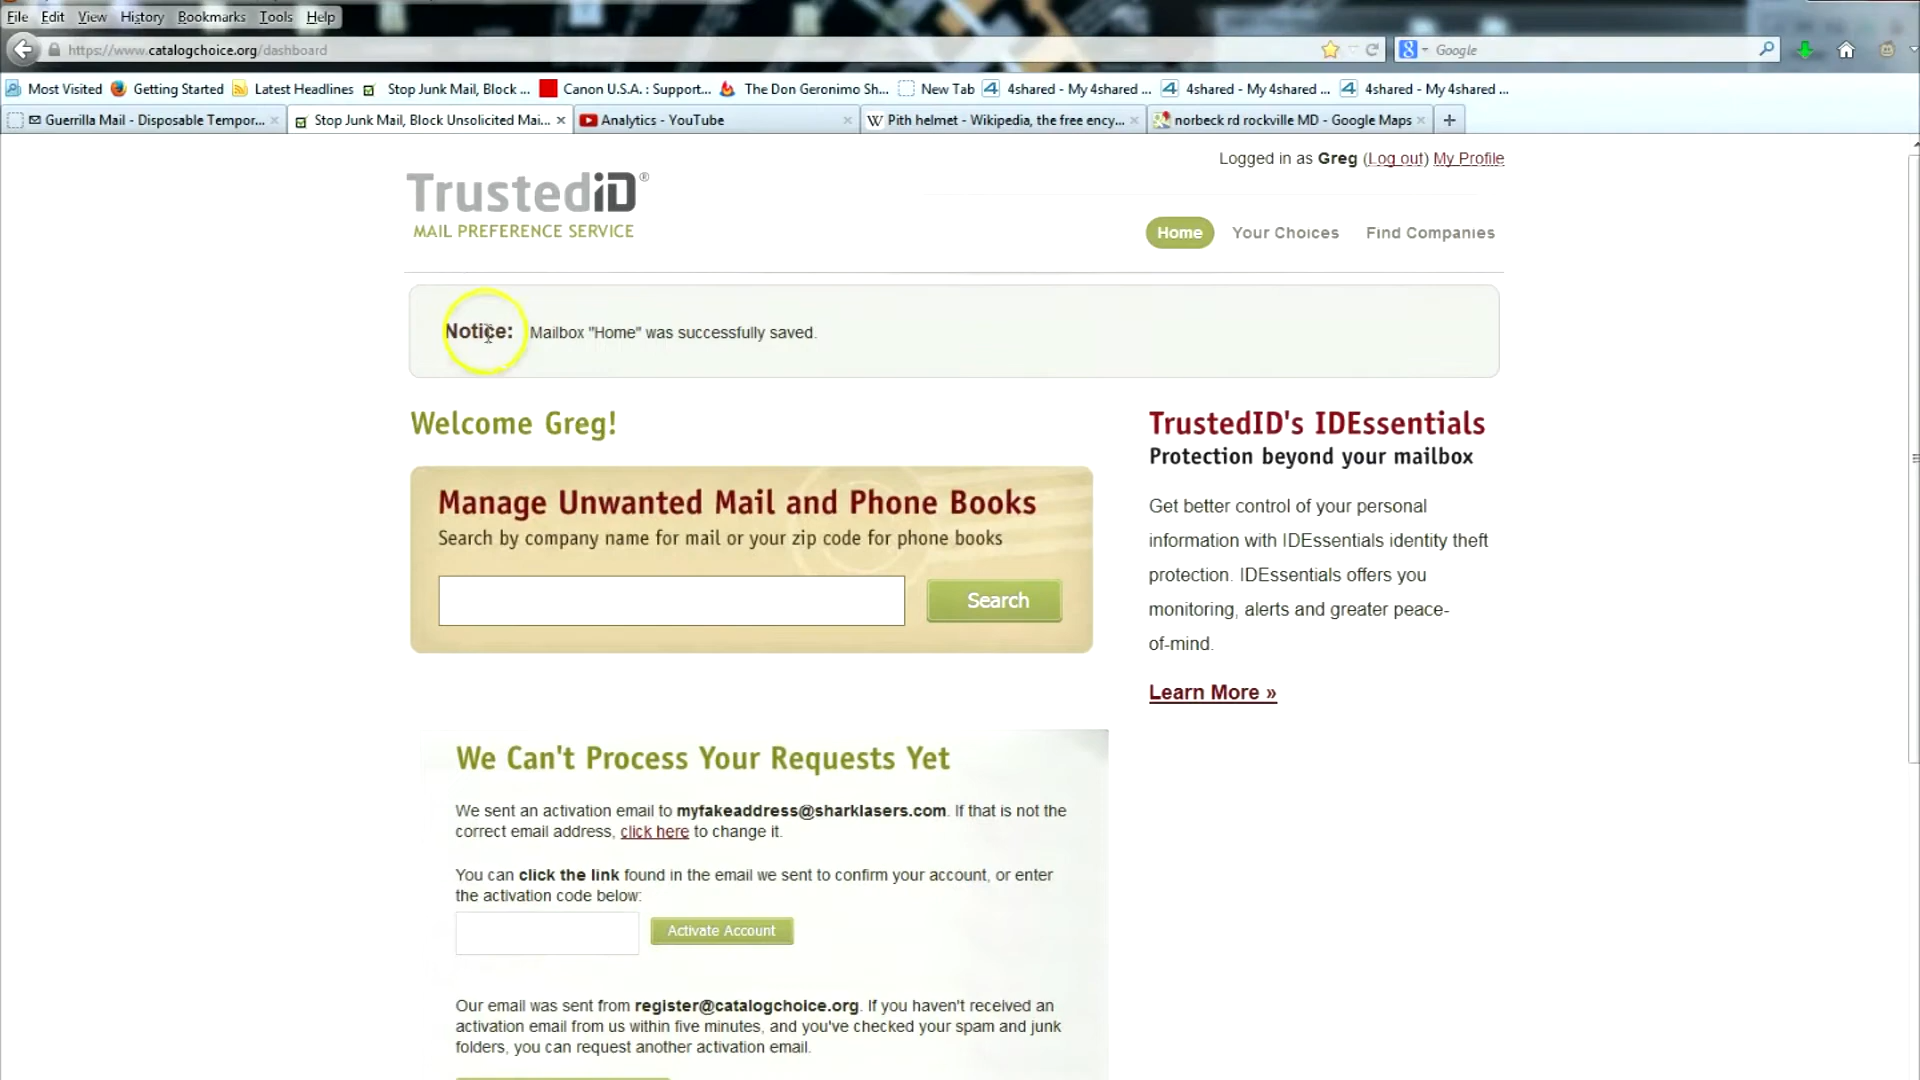 File Edit View History Bookmarks Tools Help
https://www.catalogchoice.org/dashboard
Google
Most Visited Getting Started Latest Headlines Stop Junk Mail, Block ... Canon U.S.A. : Support... The Don Geronimo Sh... New Tab 4shared - My 4shared ... 4shared - My 4shared ... 4shared - My 4shared ...
Guerrilla Mail - Disposable Tempor... Stop Junk Mail, Block Unsolicited Mai... Analytics - YouTube Pith helmet - Wikipedia, the free ency... norbeck rd rockville MD - Google Maps
Logged in as Greg (Log out) My Profile
TrustediD®
MAIL PREFERENCE SERVICE
Home Your Choices Find Companies
Notice: Mailbox "Home" was successfully saved.
Welcome Greg!
Manage Unwanted Mail and Phone Books
Search by company name for mail or your zip code for phone books
Search
TrustedID's IDEssentials
Protection beyond your mailbox
Get better control of your personal
information with IDEssentials identity theft
protection. IDEssentials offers you
monitoring, alerts and greater peace-
of-mind.
Learn More »
We Can't Process Your Requests Yet
We sent an activation email to myfakeaddress@sharklasers.com. If that is not the
correct email address, click here to change it.
You can click the link found in the email we sent to confirm your account, or enter
the activation code below:
Activate Account
Our email was sent from register@catalogchoice.org. If you haven't received an
activation email from us within five minutes, and you've checked your spam and junk
folders, you can request another activation email.